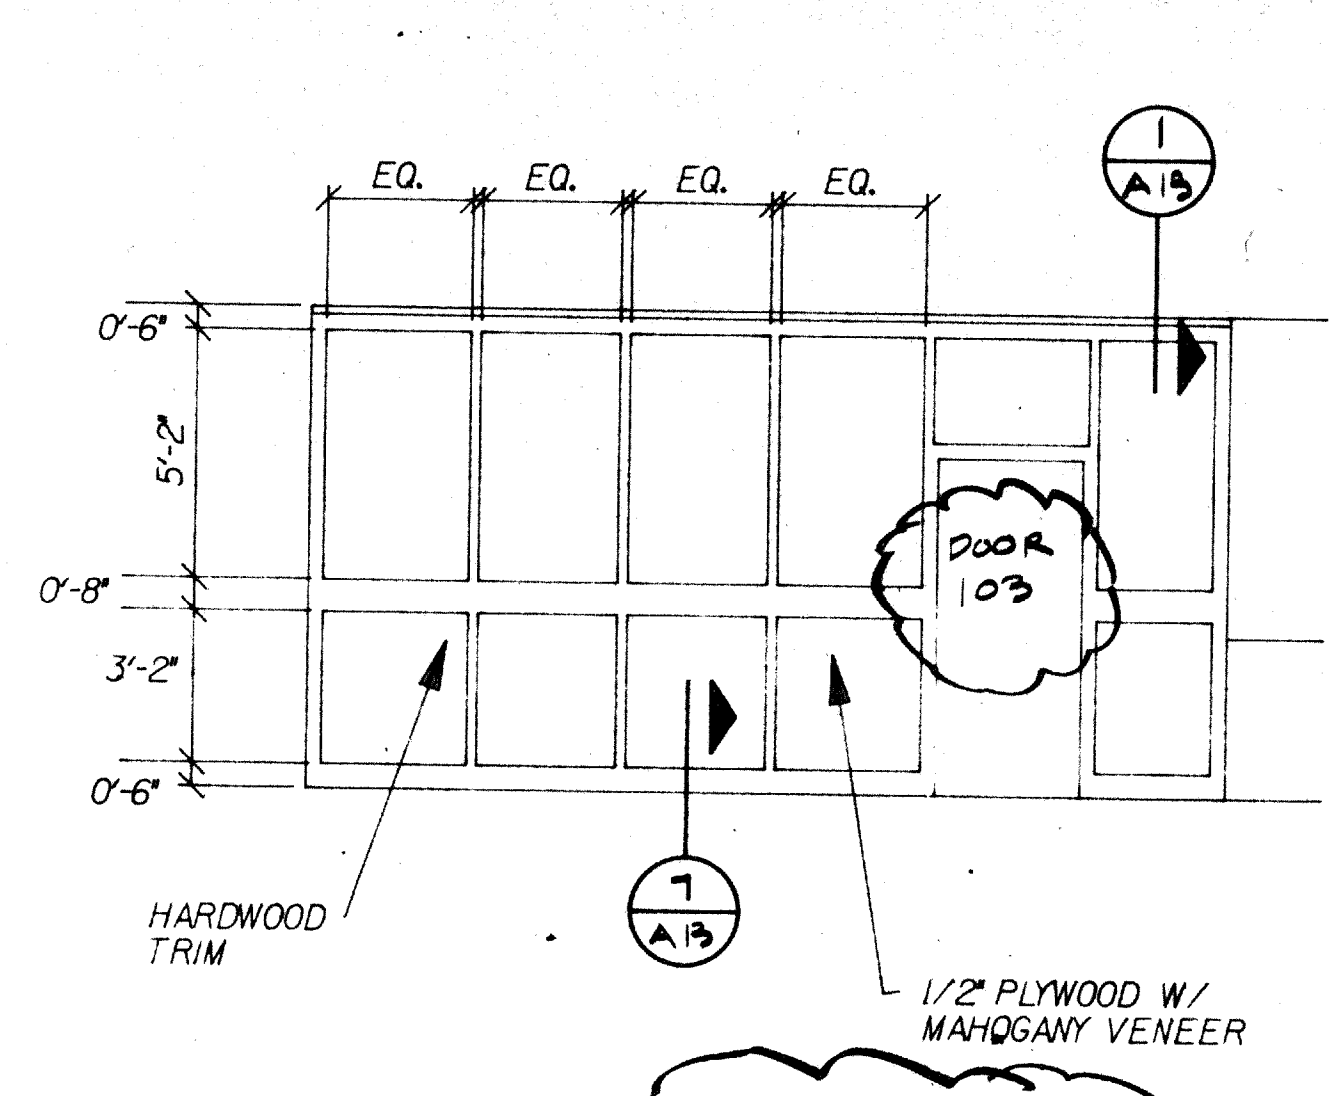 1
A13
EQ. EQ. EQ. EQ.
0'-6"
5'-2"
DOOR
103
0'-8"
3'-2"
0'-6"
7
A13
HARDWOOD
TRIM
1/2" PLYWOOD W/
MAHOGANY VENEER